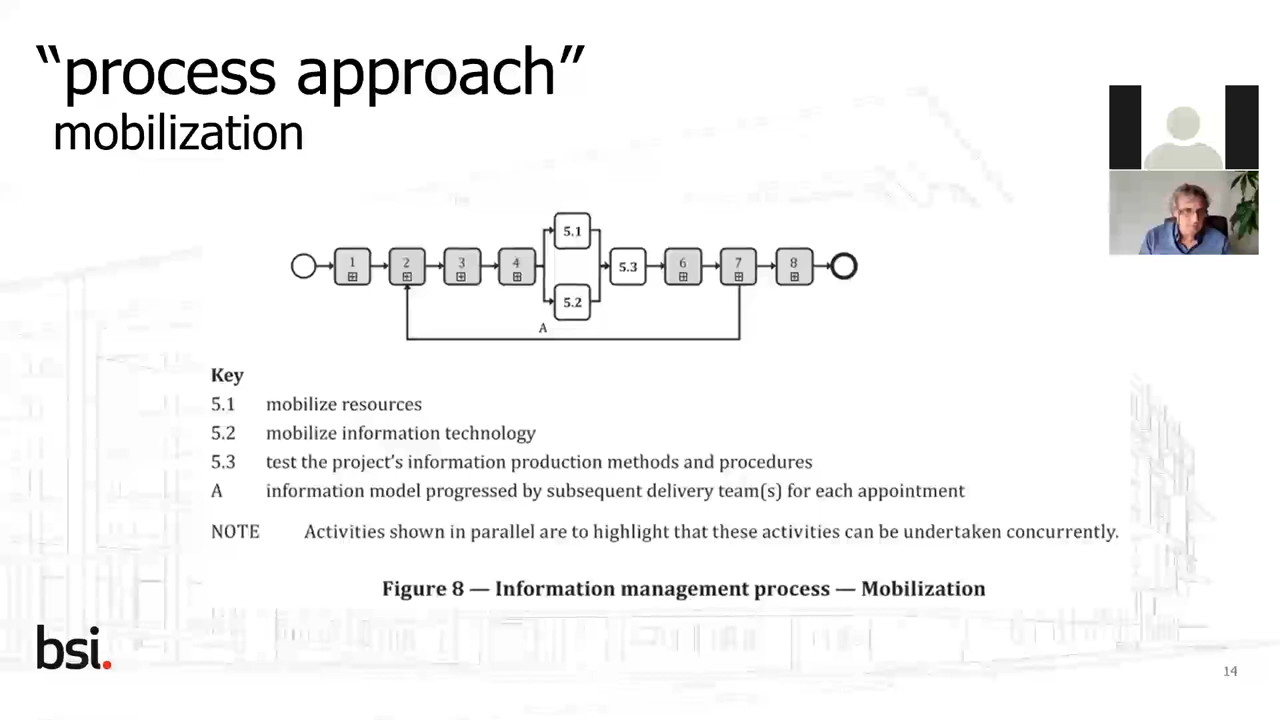 “process approach”
mobilization
5.1
1 2 3 4 5.3 6 7 8
5.2
A
Key
5.1 mobilize resources
5.2 mobilize information technology
5.3 test the project’s information production methods and procedures
A information model progressed by subsequent delivery team(s) for each appointment
NOTE Activities shown in parallel are to highlight that these activities can be undertaken concurrently.
Figure 8 — Information management process — Mobilization
bsi.
14